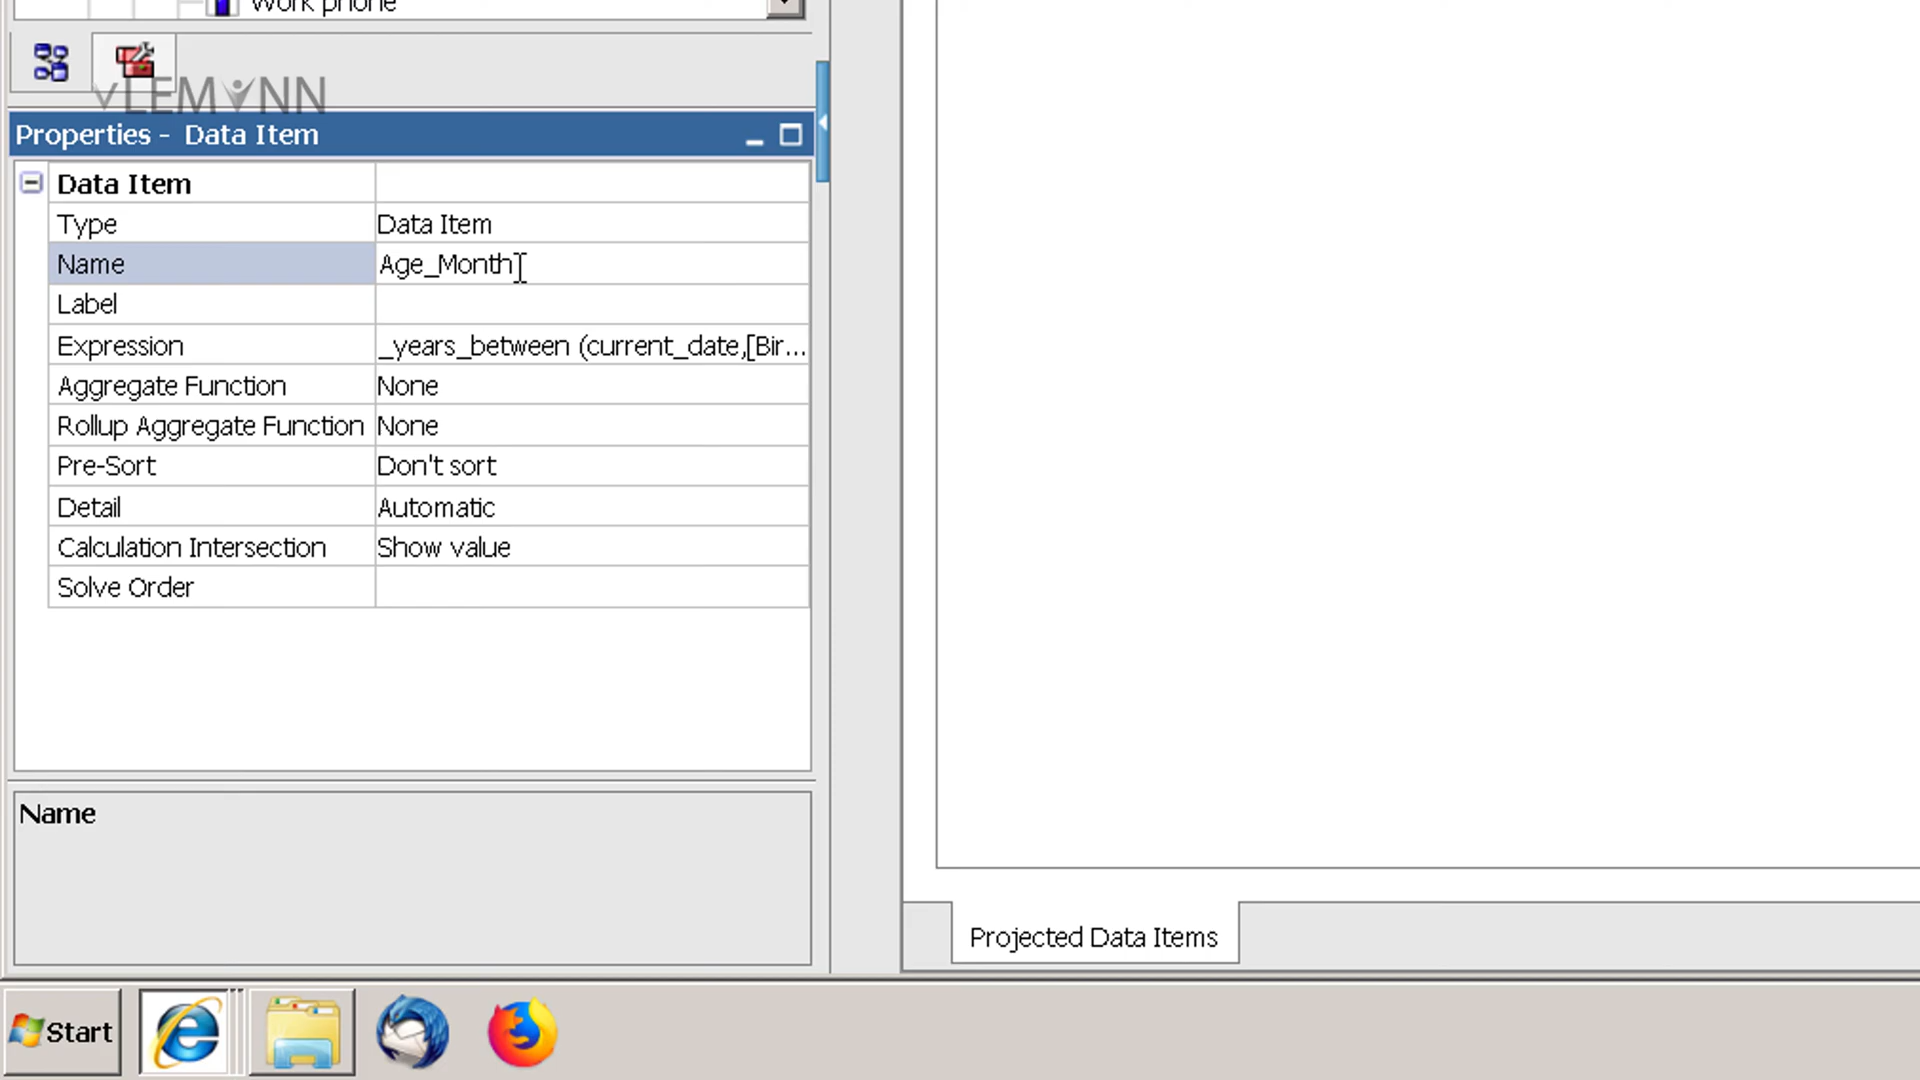 Work phone
vLEMANN
Properties - Data Item
Data Item
Type Data Item
Name Age_Month
Label
Expression _years_between (current_date,[Bir...
Aggregate Function None
Rollup Aggregate Function None
Pre-Sort Don't sort
Detail Automatic
Calculation Intersection Show value
Solve Order
Name
Projected Data Items
Start